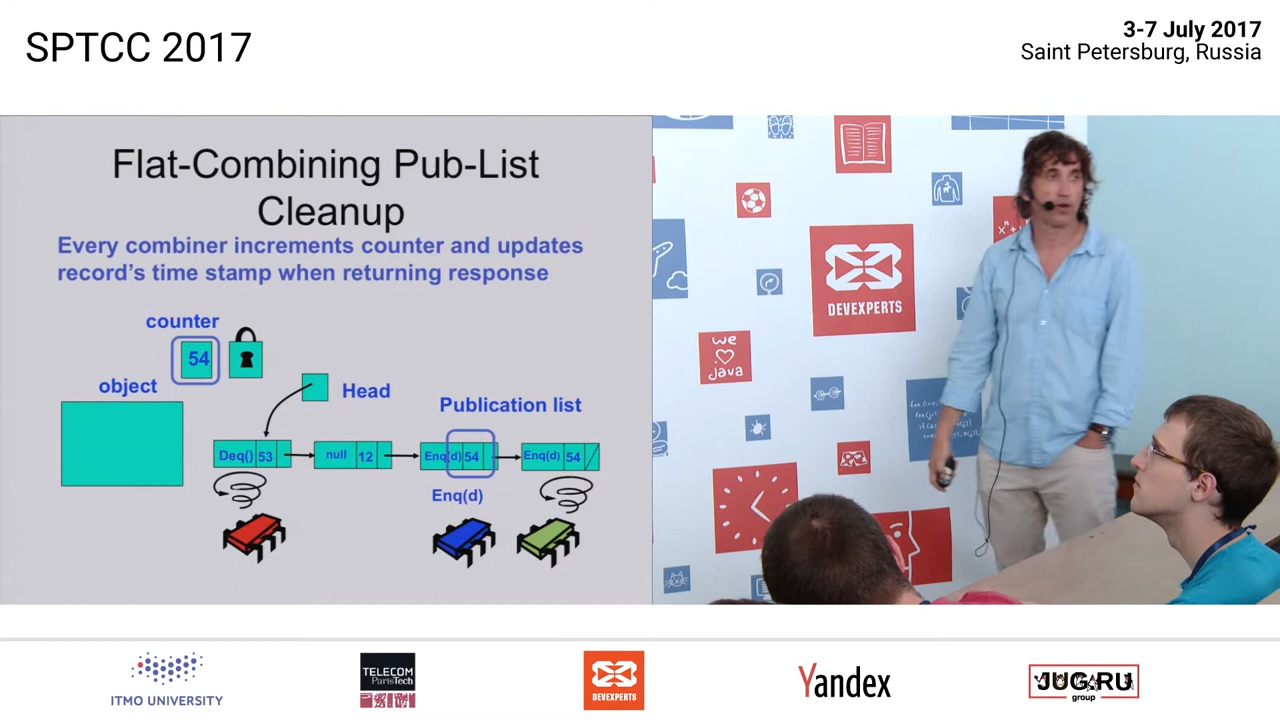 SPTCC 2017
3-7 July 2017
Saint Petersburg, Russia
Flat-Combining Pub-List
Cleanup
Every combiner increments counter and updates
record's time stamp when returning response
counter
54
object
Head
Publication list
Deq() 53
null 12
Enq(d) 54
Enq(d) 54
Enq(d)
DEVEXPERTS
we
java
ITMO UNIVERSITY
TELECOM
ParisTech
DEVEXPERTS
Yandex
JUG.RU
group